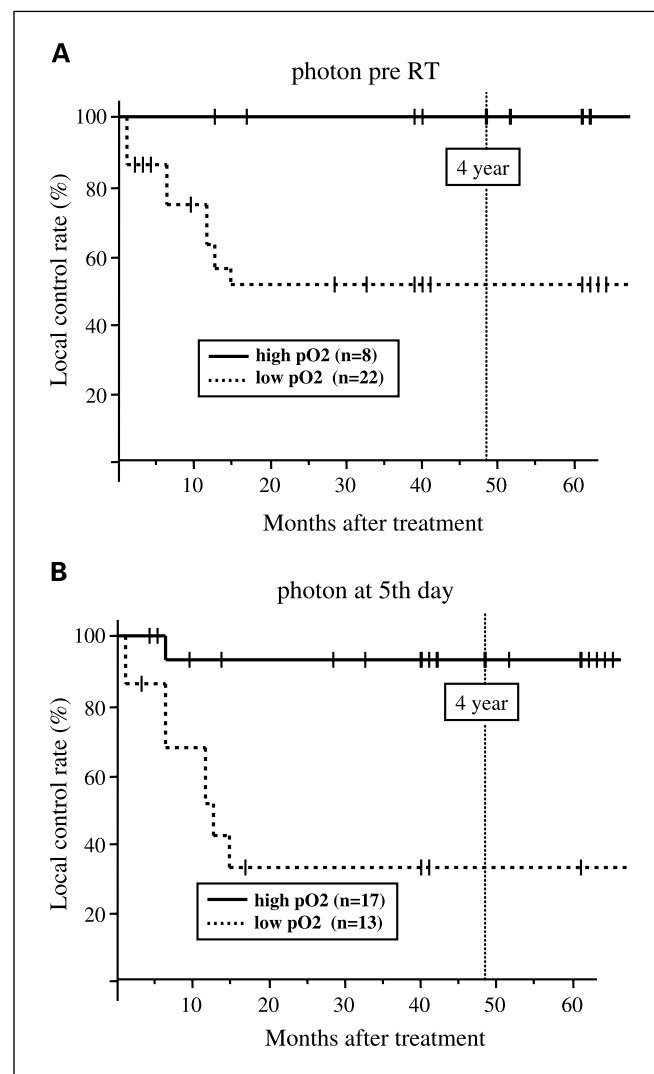 A
photon pre RT
100
80
60
40
20
Local control rate (%)
4 year
high pO2 (n=8)
low pO2 (n=22)
10 20 30 40 50 60
Months after treatment
B
photon at 5th day
100
80
60
40
20
Local control rate (%)
4 year
high pO2 (n=17)
low pO2 (n=13)
10 20 30 40 50 60
Months after treatment